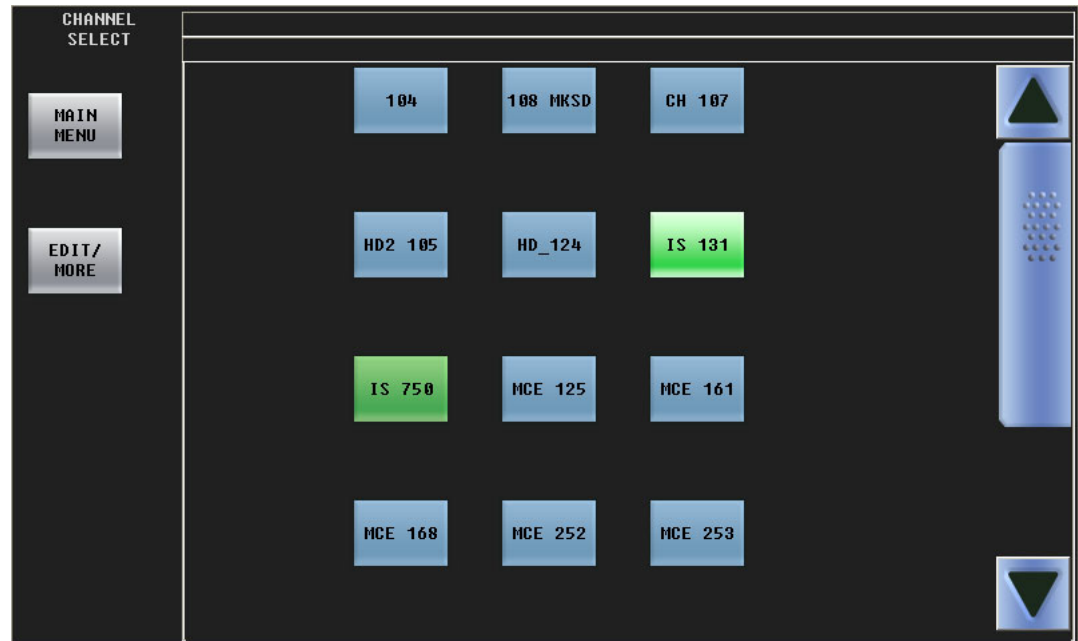 CHANNEL
SELECT
MAIN
MENU
EDIT/
MORE
104
108 MKSD
CH 107
HD2 105
HD_124
IS 131
IS 750
MCE 125
MCE 161
MCE 168
MCE 252
MCE 253